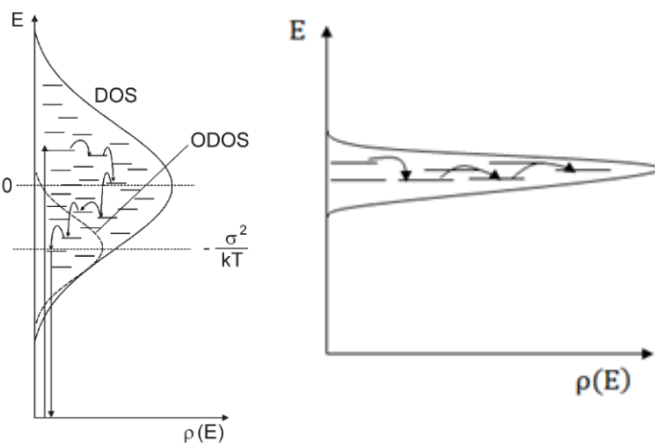 E
DOS
ODOS
0
- σ²/kT
ρ(E)
E
ρ(E)